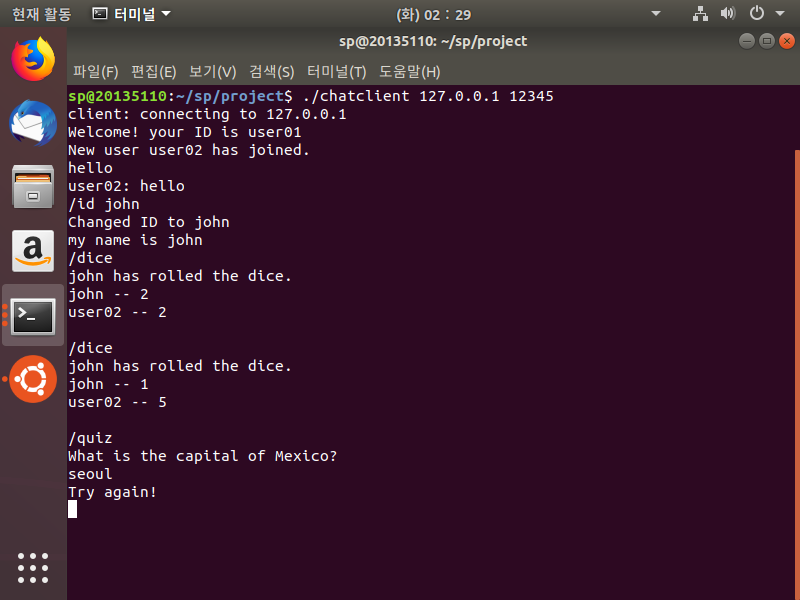 현재 활동 터미널 (화) 02 : 29
sp@20135110: ~/sp/project
파일(F) 편집(E) 보기(V) 검색(S) 터미널(T) 도움말(H)
sp@20135110:~/sp/project$ ./chatclient 127.0.0.1 12345
client: connecting to 127.0.0.1
Welcome! your ID is user01
New user user02 has joined.
hello
user02: hello
/id john
Changed ID to john
my name is john
/dice
john has rolled the dice.
john -- 2
user02 -- 2
/dice
john has rolled the dice.
john -- 1
user02 -- 5
/quiz
What is the capital of Mexico?
seoul
Try again!
a
>_